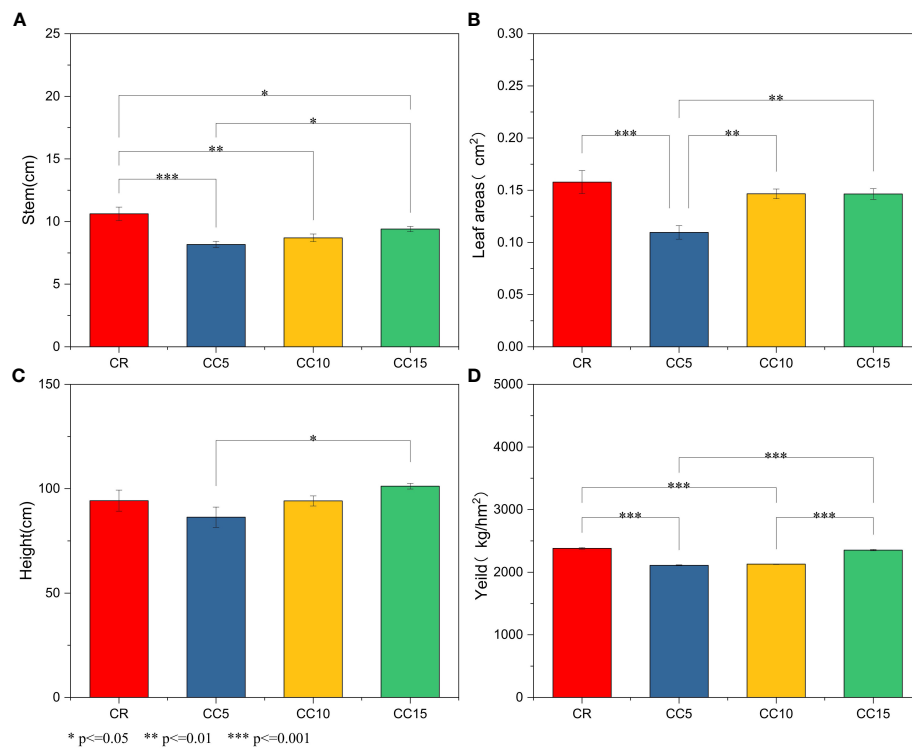 A
25
20
15
10
5
0
Stem(cm)
*
*
**
***
CR CC5 CC10 CC15
B
0.30
0.25
0.20
0.15
0.10
0.05
0.00
Leaf areas( cm²)
**
*** **
CR CC5 CC10 CC15
C
150
100
50
0
Height(cm)
*
CR CC5 CC10 CC15
D
5000
4000
3000
2000
1000
0
Yeild( kg/hm²)
***
***
*** ***
CR CC5 CC10 CC15
* p<=0.05 ** p<=0.01 *** p<=0.001